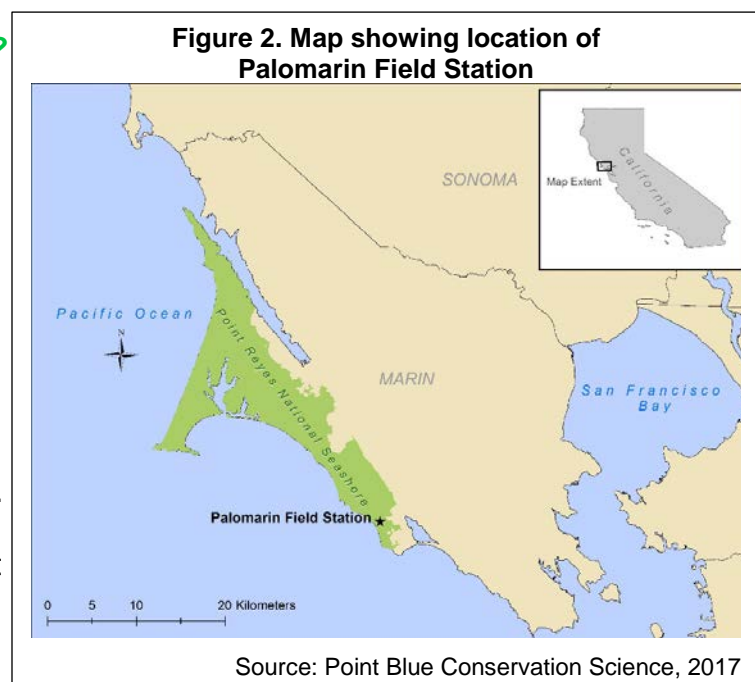 Figure 2. Map showing location of
Palomarin Field Station
California
Map Extent
SONOMA
Pacific Ocean
N
Point Reyes National Seashore
MARIN
San Francisco
Bay
Palomarin Field Station
0 5 10 20 Kilometers
Source: Point Blue Conservation Science, 2017